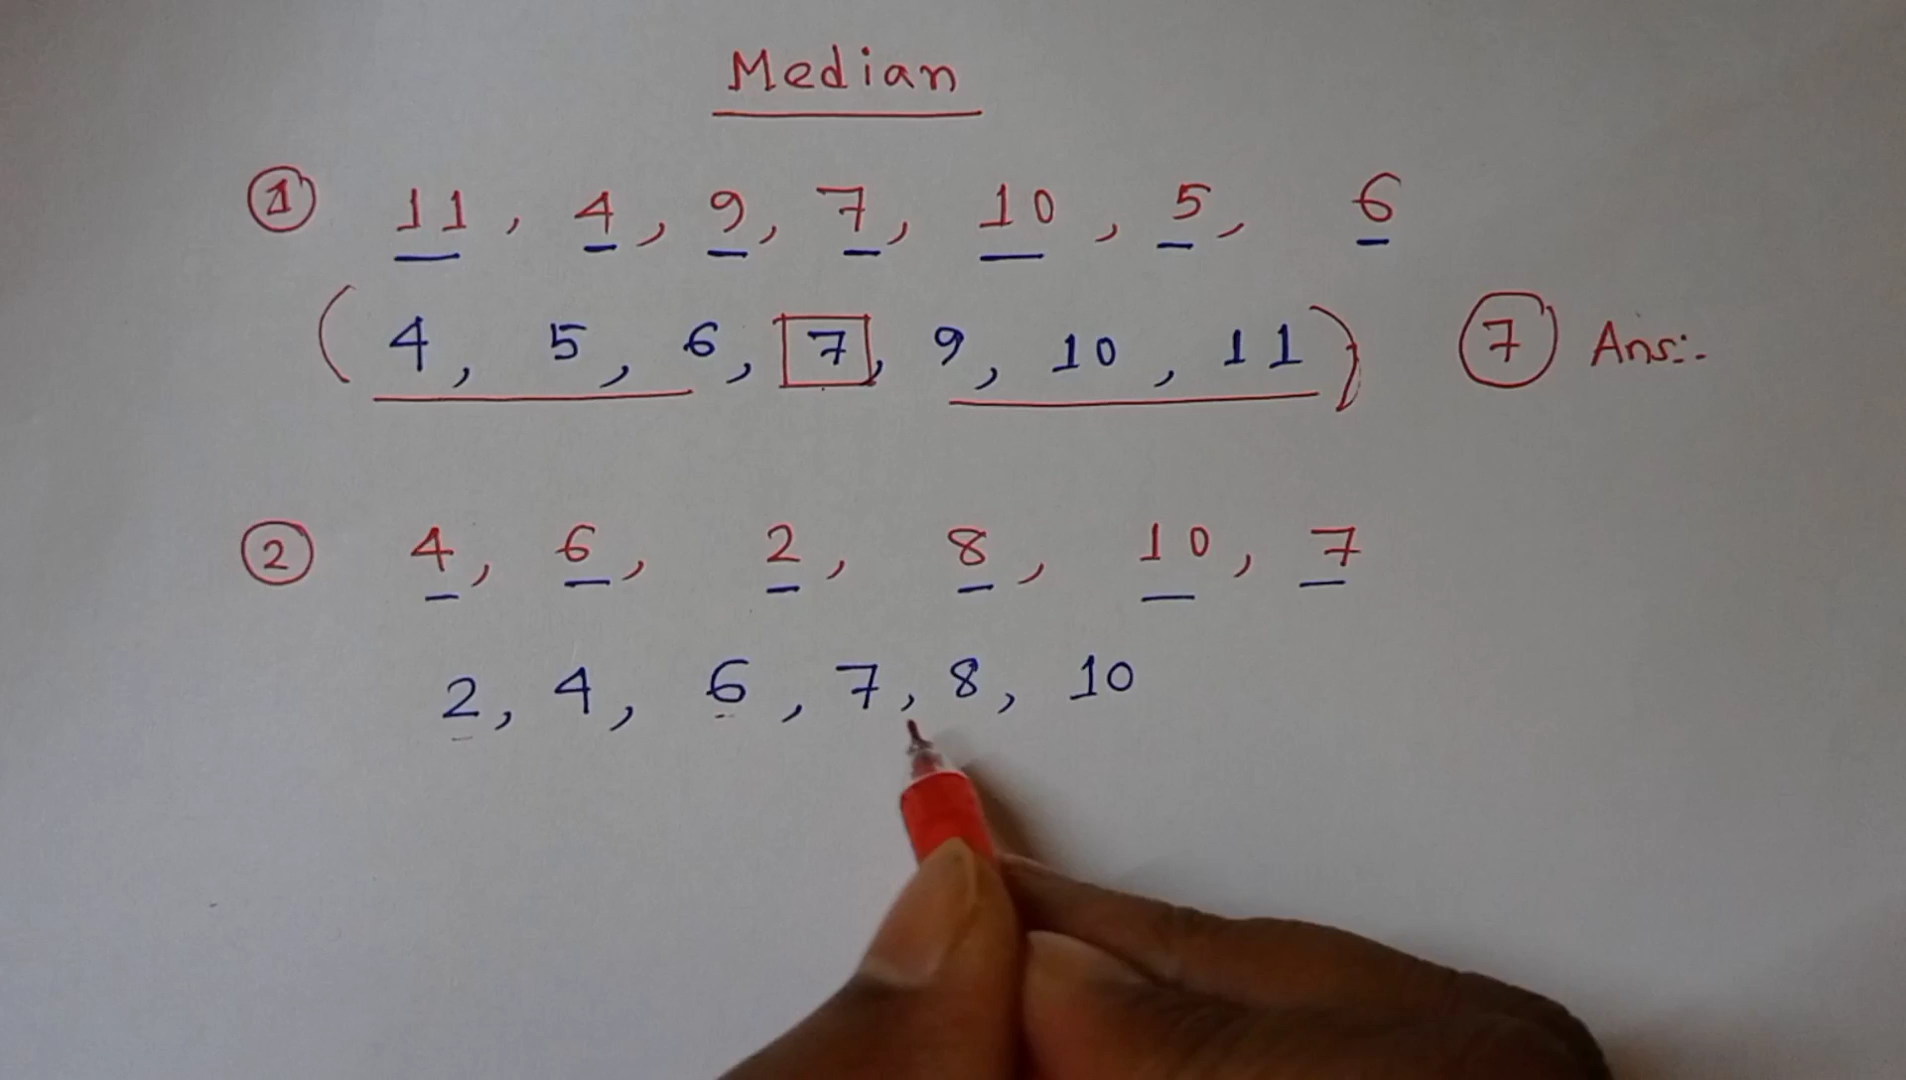 Median
① 11, 4, 9, 7, 10, 5, 6
( 4, 5, 6, 7, 9, 10, 11 ) 7 Ans:-
② 4, 6, 2, 8, 10, 7
2, 4, 6, 7, 8, 10